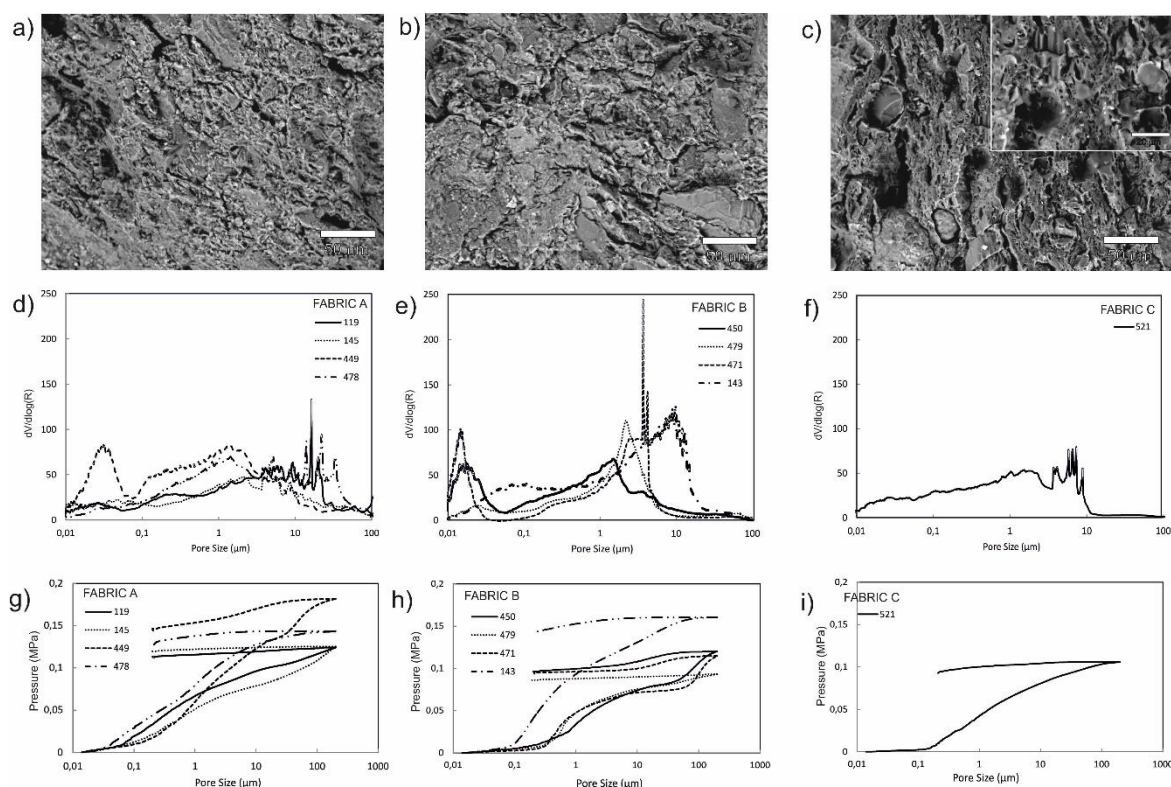 a)
50 µm
b)
50 µm
c)
50 µm
d)
FABRIC A
119
145
449
478
250
200
150
100
50
0
dV/dlog(R)
0,01
0,1
1
10
100
Pore Size (µm)
e)
FABRIC B
450
479
471
143
250
200
150
100
50
0
dV/dlog(R)
0,01
0,1
1
10
100
Pore Size (µm)
f)
FABRIC C
521
250
200
150
100
50
0
dV/dlog(R)
0,01
0,1
1
10
100
Pore Size (µm)
g)
FABRIC A
119
145
449
478
0,2
0,15
0,1
0,05
0
Pressure (MPa)
0,01
0,1
1
10
100
1000
Pore Size (µm)
h)
FABRIC B
450
479
471
143
0,2
0,15
0,1
0,05
0
Pressure (MPa)
0,01
0,1
1
10
100
1000
Pore Size (µm)
i)
FABRIC C
521
0,2
0,15
0,1
0,05
0
Pressure (MPa)
0,01
0,1
1
10
100
1000
Pore Size (µm)